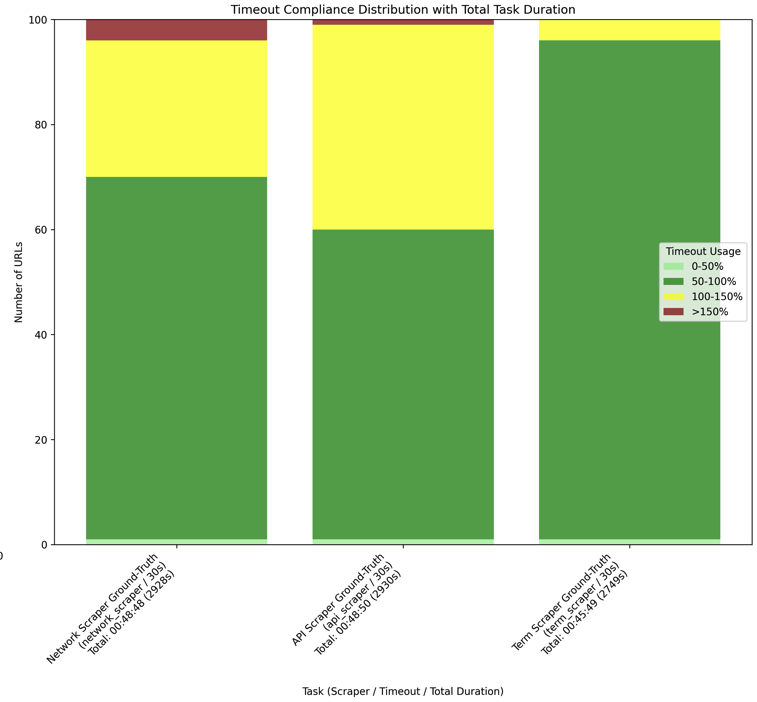 Timeout Compliance Distribution with Total Task Duration
100
80
60
40
20
0
Number of URLs
Timeout Usage
0-50%
50-100%
100-150%
>150%
0
Network Scraper Ground-Truth
(network_scraper / 30s)
Total: 00:48:48 (2928s)
API Scraper Ground-Truth
(api_scraper / 30s)
Total: 00:48:50 (2930s)
Term Scraper Ground-Truth
(term_scraper / 30s)
Total: 00:45:49 (2749s)
Task (Scraper / Timeout / Total Duration)